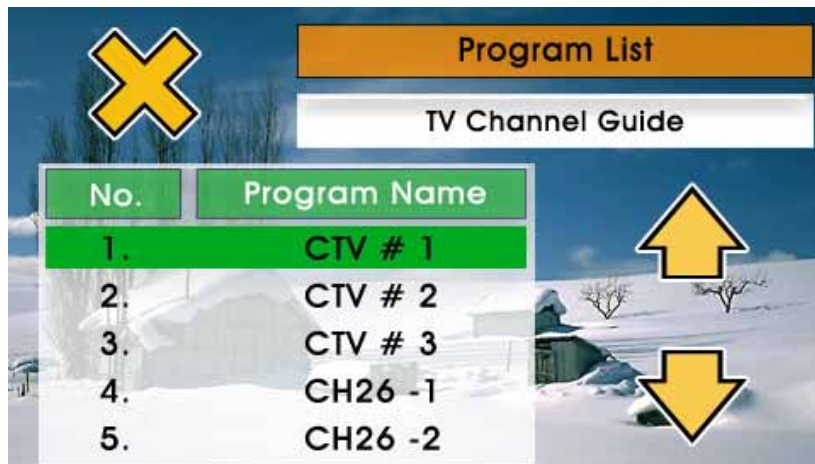 Program List
TV Channel Guide
No. Program Name
1. CTV # 1
2. CTV # 2
3. CTV # 3
4. CH26 -1
5. CH26 -2